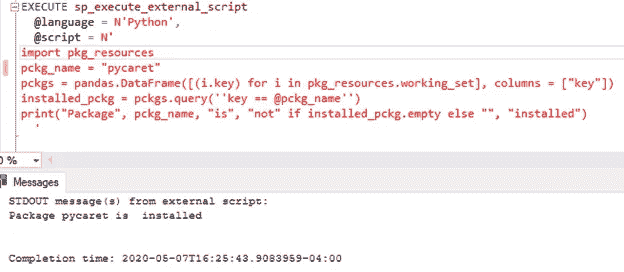 EXECUTE sp_execute_external_script
@language = N'Python',
@script = N'
import pkg_resources
pckg_name = "pycaret"
pckgs = pandas.DataFrame([(i.key) for i in pkg_resources.working_set], columns = ["key"])
installed_pckg = pckgs.query(''key == @pckg_name'')
print("Package", pckg_name, "is", "not" if installed_pckg.empty else "", "installed")
'
0 %
Messages
STDOUT message(s) from external script:
Package pycaret is  installed
Completion time: 2020-05-07T16:25:43.9083959-04:00